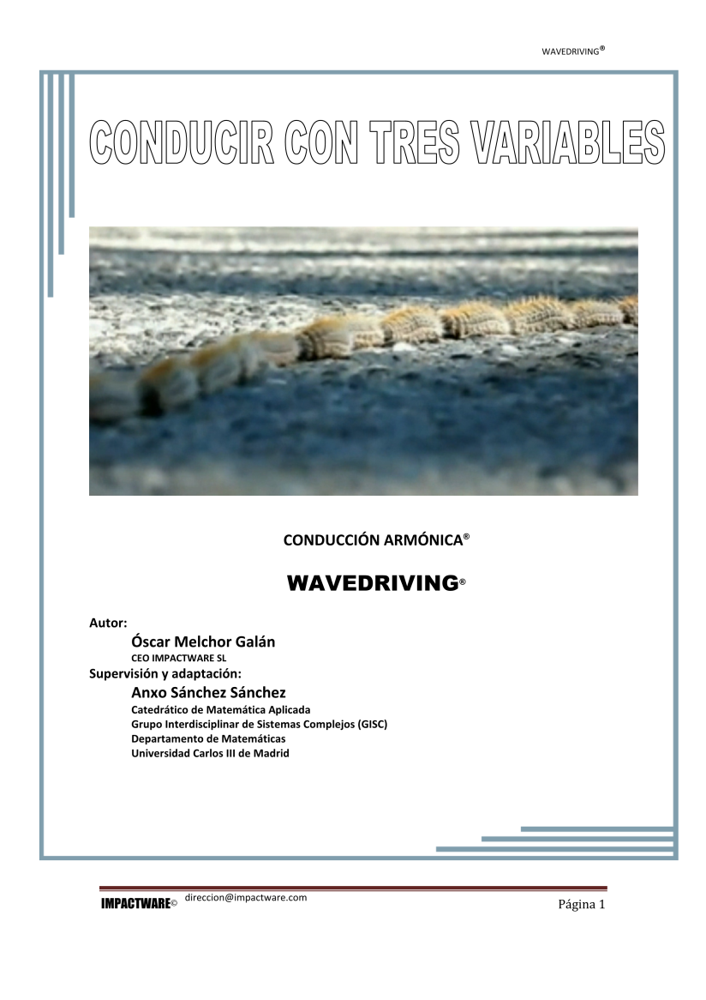 WAVEDRIVING®
CONDUCIR CON TRES VARIABLES
CONDUCCIÓN ARMÓNICA®
WAVEDRIVING®
Autor:
Óscar Melchor Galán
CEO IMPACTWARE SL
Supervisión y adaptación:
Anxo Sánchez Sánchez
Catedrático de Matemática Aplicada
Grupo Interdisciplinar de Sistemas Complejos (GISC)
Departamento de Matemáticas
Universidad Carlos III de Madrid
IMPACTWARE© direccion@impactware.com Página 1